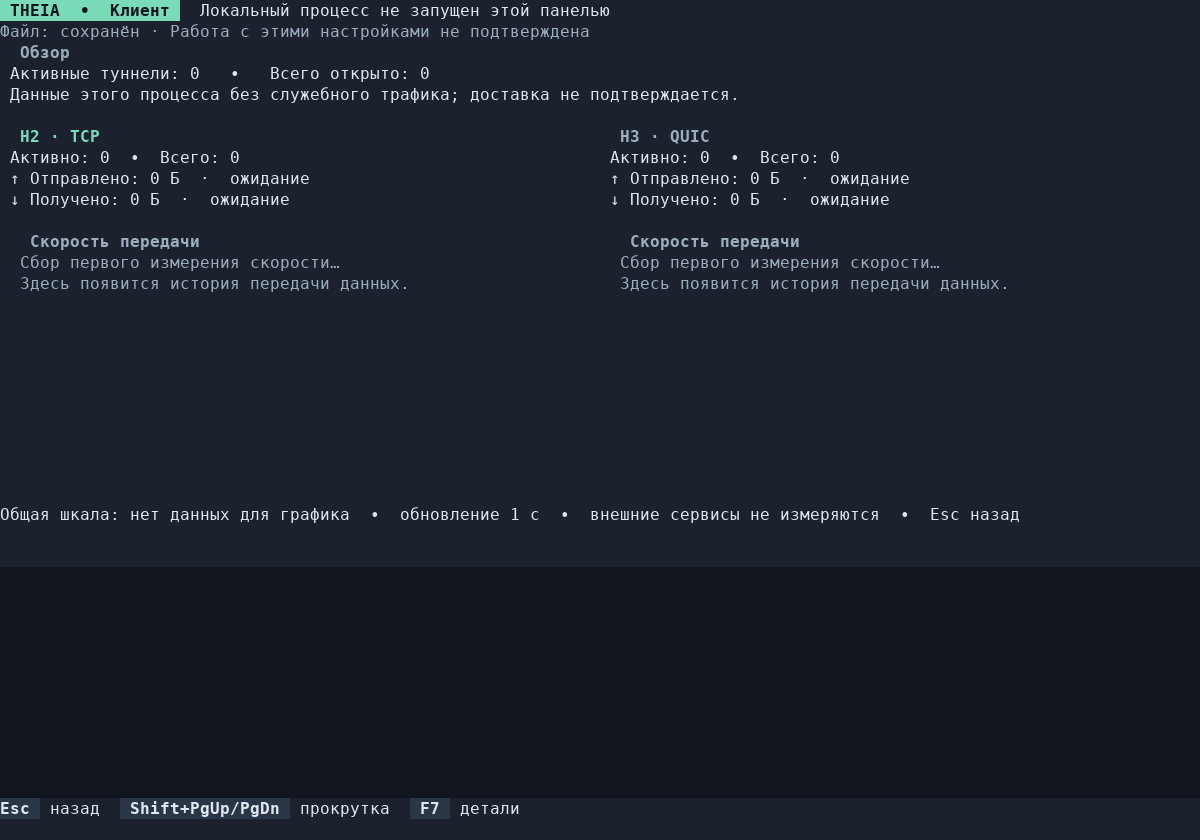 THEIA • Клиент Локальный процесс не запущен этой панелью
Файл: сохранён · Работа с этими настройками не подтверждена
Обзор
Активные туннели: 0 • Всего открыто: 0
Данные этого процесса без служебного трафика; доставка не подтверждается.
H2 · TCP
Активно: 0 • Всего: 0
↑ Отправлено: 0 Б · ожидание
↓ Получено: 0 Б · ожидание
Скорость передачи
Сбор первого измерения скорости…
Здесь появится история передачи данных.
H3 · QUIC
Активно: 0 • Всего: 0
↑ Отправлено: 0 Б · ожидание
↓ Получено: 0 Б · ожидание
Скорость передачи
Сбор первого измерения скорости…
Здесь появится история передачи данных.
Общая шкала: нет данных для графика • обновление 1 с • внешние сервисы не измеряются • Esc назад
Esc назад Shift+PgUp/PgDn прокрутка F7 детали